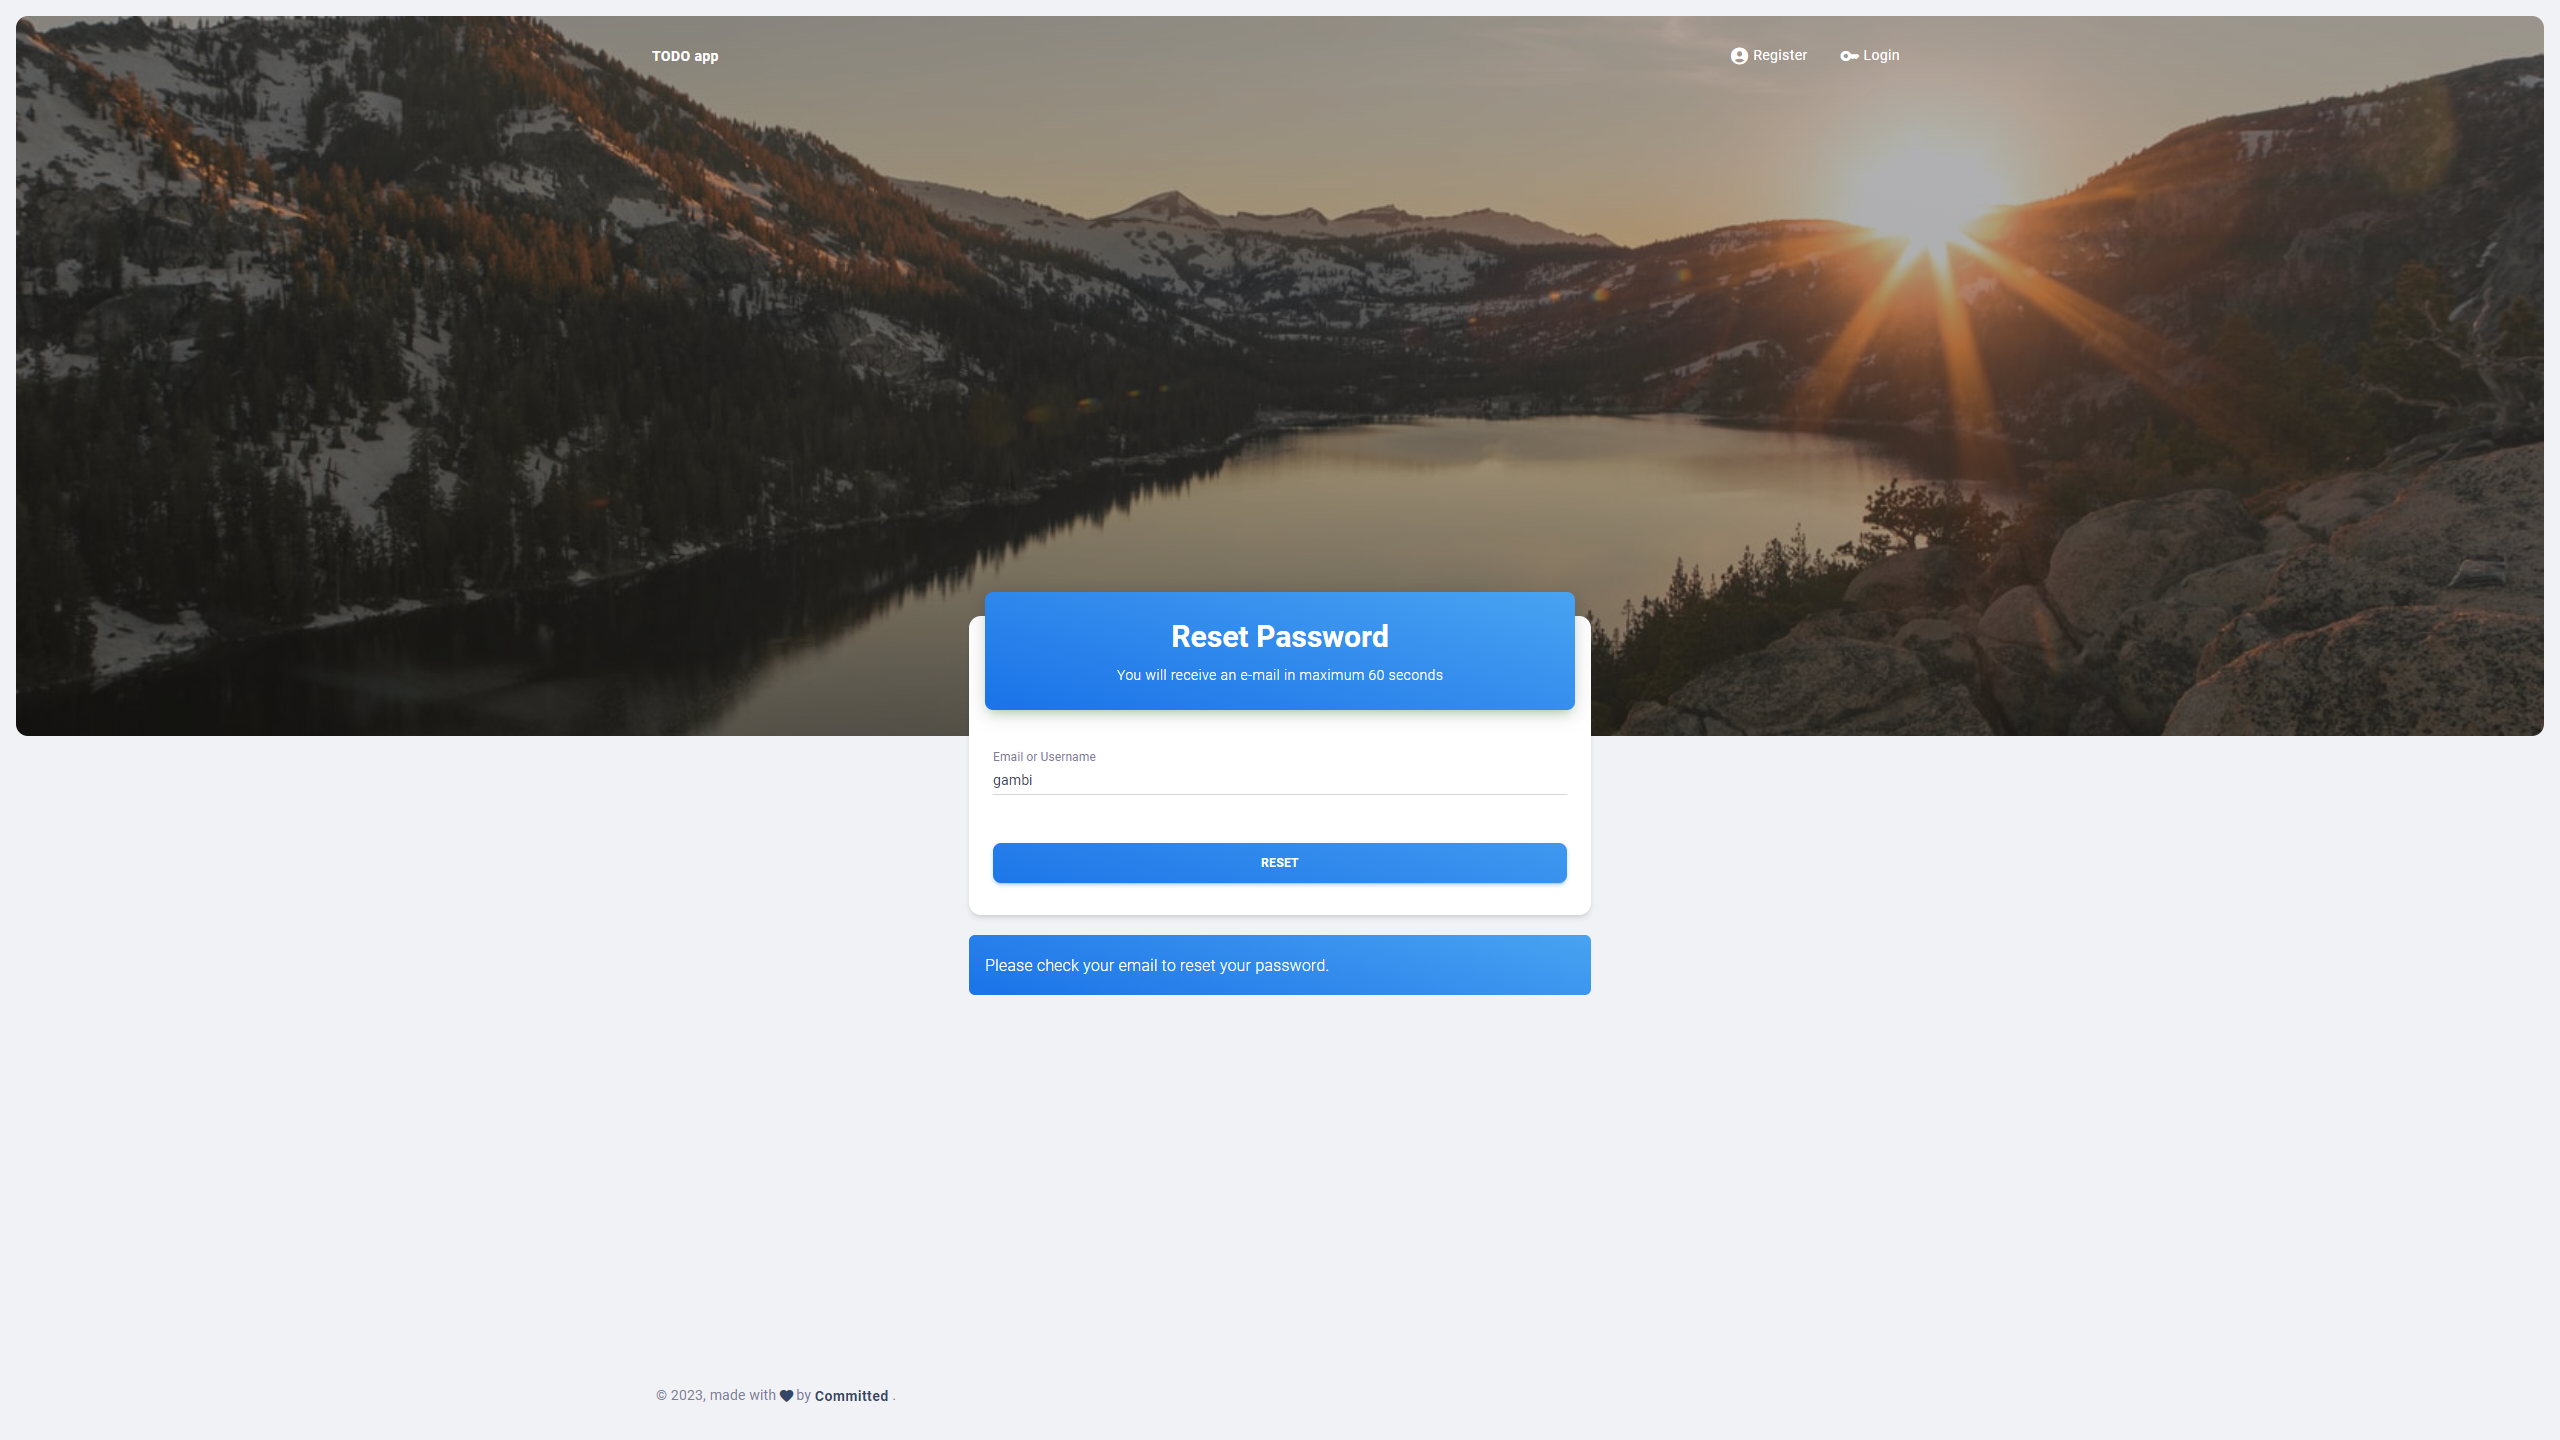 TODO app
Register
Login
Reset Password
You will receive an e-mail in maximum 60 seconds
Email or Username
gambi
RESET
Please check your email to reset your password.
© 2023, made with by Committed .